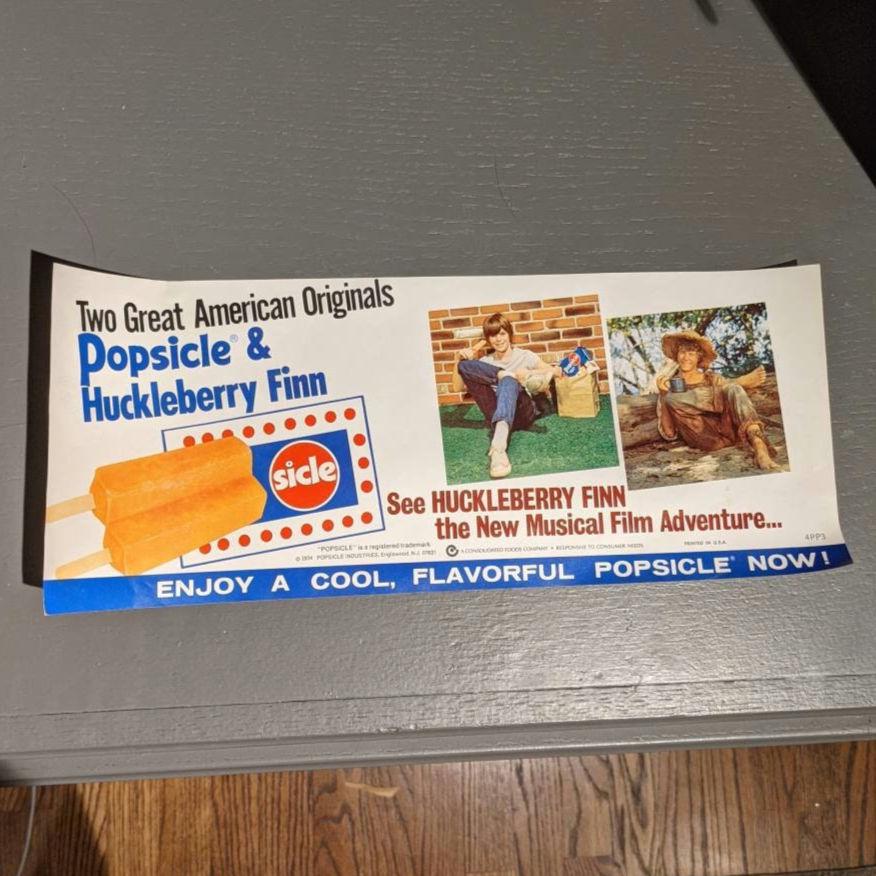 Two Great American Originals
Popsicle® &
Huckleberry Finn
sicle
See HUCKLEBERRY FINN
the New Musical Film Adventure...
"POPSICLE" is a registered trademark
© 1974 POPSICLE INDUSTRIES, Englewood, N.J. 07631
A CONSOLIDATED FOODS COMPANY • RESPONSIVE TO CONSUMER NEEDS
PRINTED IN U.S.A.
4PP3
ENJOY A COOL, FLAVORFUL POPSICLE® NOW!